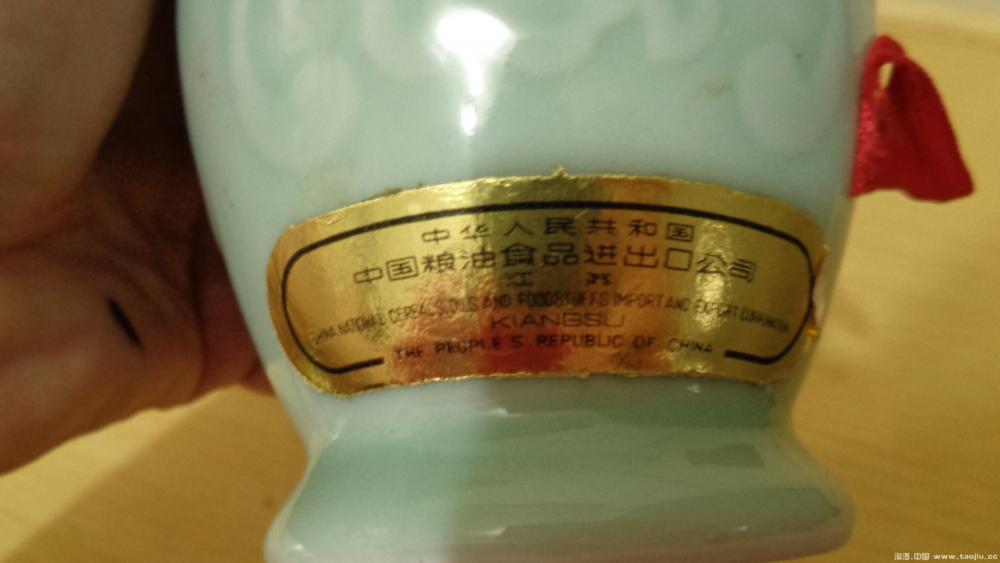 中华人民共和国
中国粮油食品进出口公司
江 苏
CHINA NATIONAL CEREALS, OILS AND FOODSTUFFS IMPORT AND EXPORT CORPORATION
KIANGSU
THE PEOPLE'S REPUBLIC OF CHINA
淘酒.中国 www.taojiu.cc